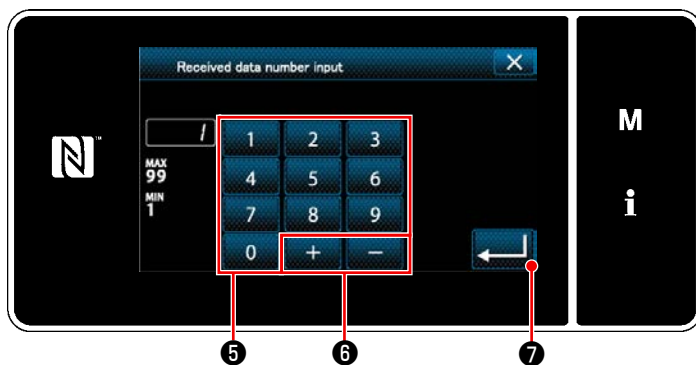 Received data number input
M
1
1 2 3
MAX
99
4 5 6
MIN
1
7 8 9
i
0 + −
❺ ❻ ❼